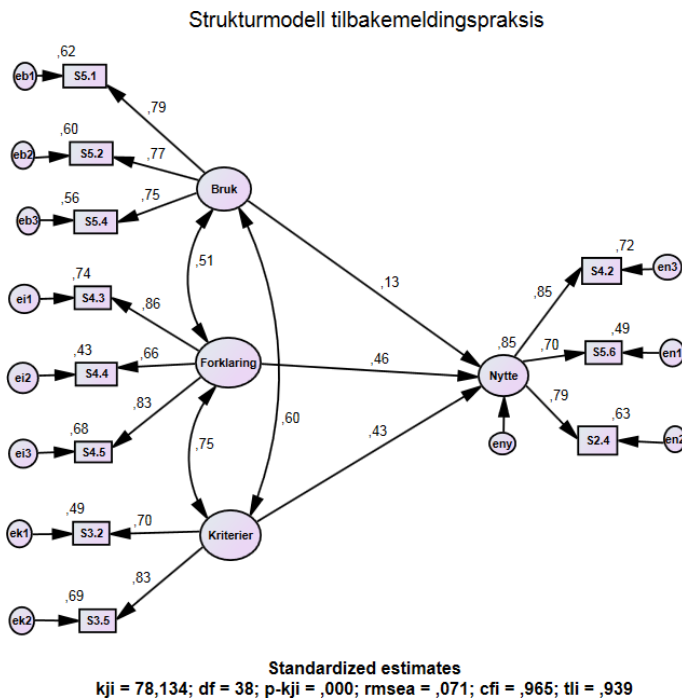 Strukturmodell tilbakemeldingspraksis
,62
eb1 S5.1
,79
,60
eb2 S5.2
,77
,56
eb3 S5.4
,75
Bruk
,51
,13
,74
ei1 S4.3
,86
,43
ei2 S4.4
,66
Forklaring
,46
,68
ei3 S4.5
,83
,75
,60
,43
,49
ek1 S3.2
,70
Kriterier
,69
ek2 S3.5
,83
,85
Nytte
eny
,72
S4.2 en3
,85
,49
S5.6 en1
,70
,63
S2.4 en2
,79
Standardized estimates
kji = 78,134; df = 38; p-kji = ,000; rmsea = ,071; cfi = ,965; tli = ,939